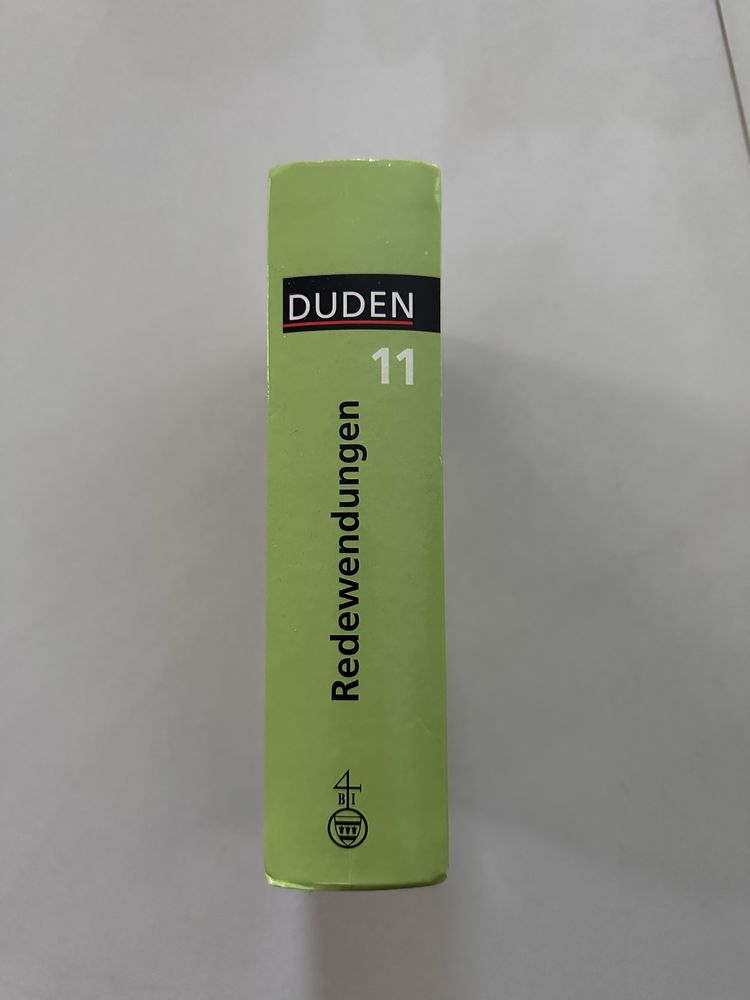 DUDEN
11
Redewendungen
B I